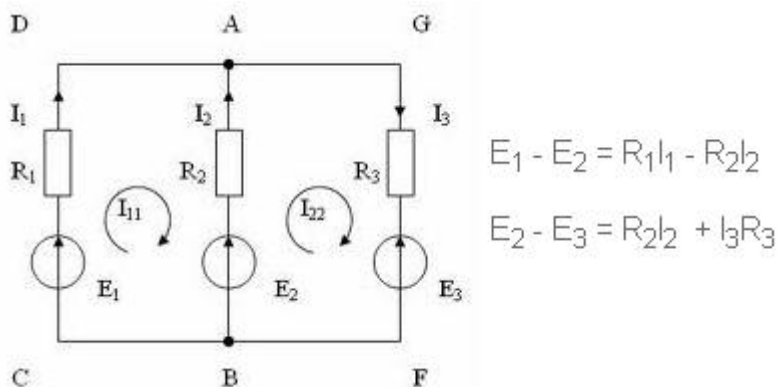 D A G
I₁ I₂ I₃
R₁ R₂ R₃
I₁₁ I₂₂
E₁ E₂ E₃
C B F
E₁ - E₂ = R₁I₁ - R₂I₂
E₂ - E₃ = R₂I₂ + I₃R₃